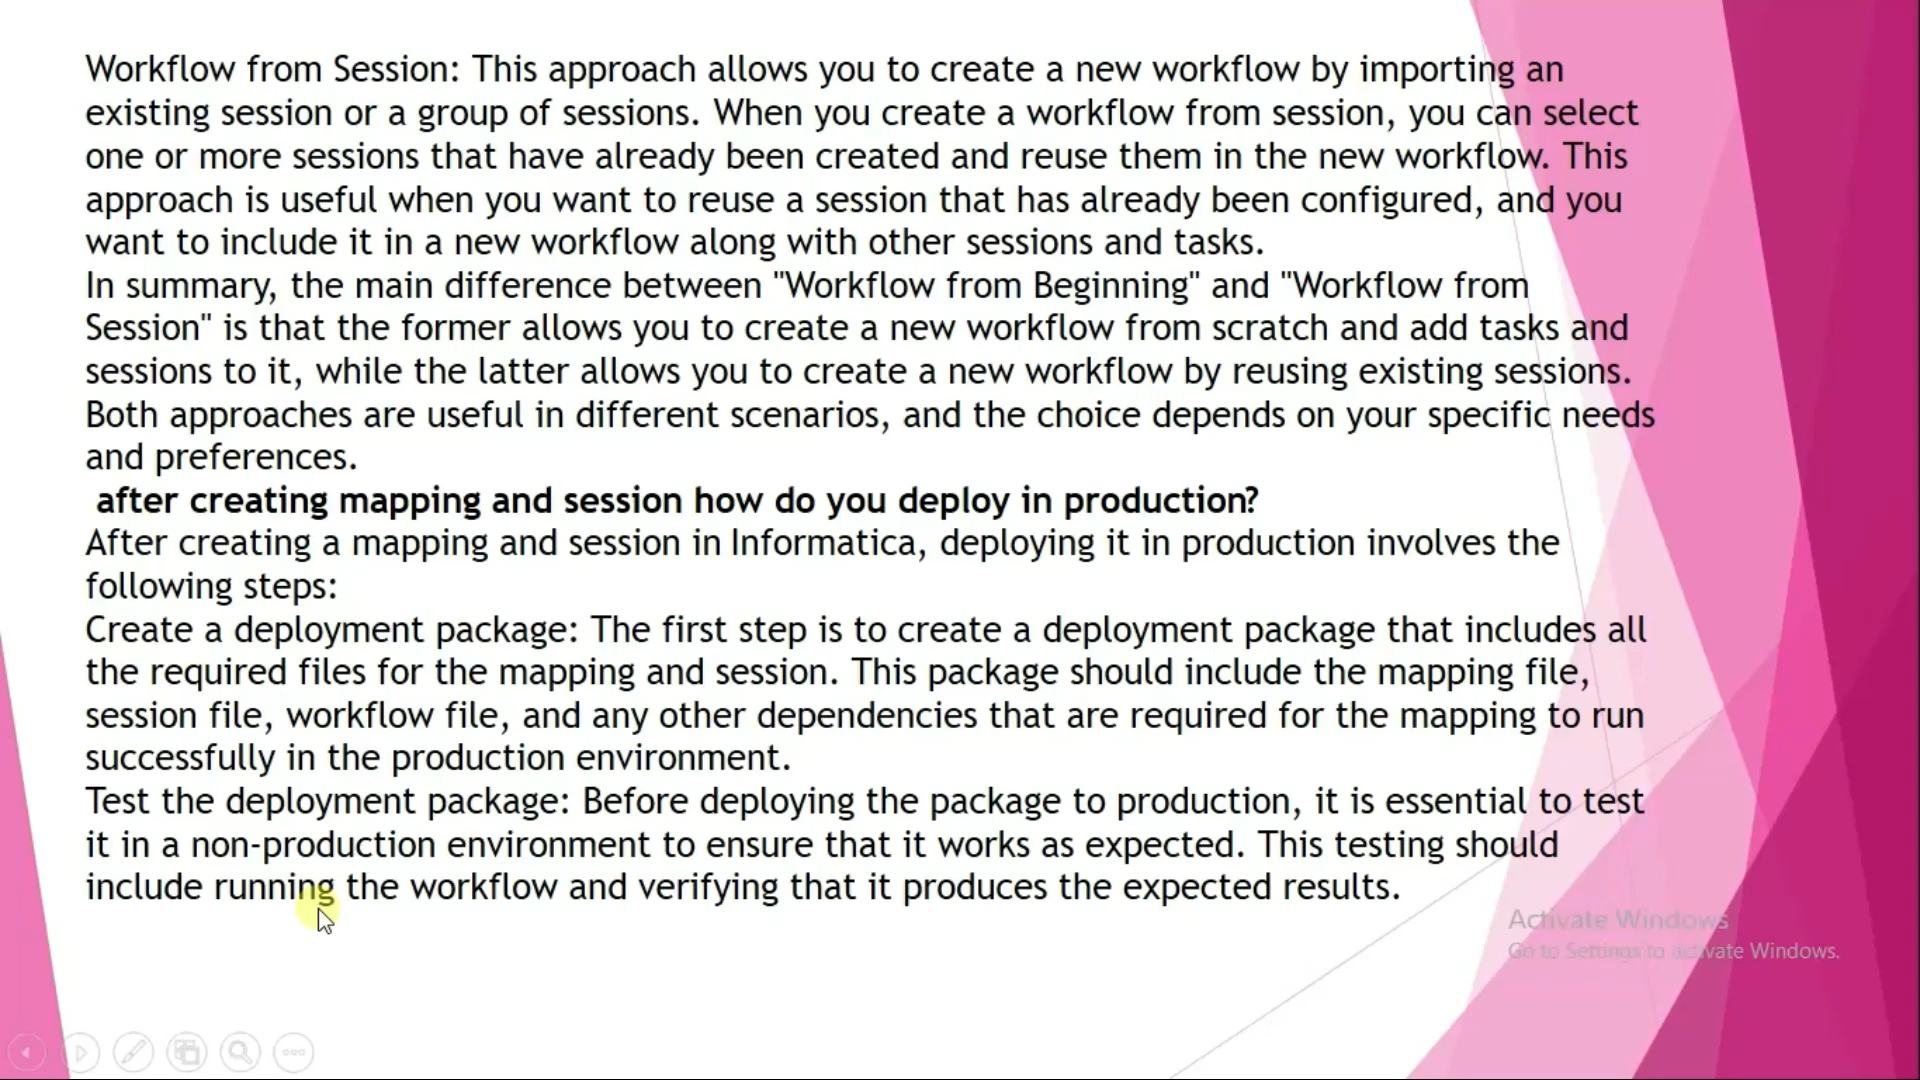 Workflow from Session: This approach allows you to create a new workflow by importing an
existing session or a group of sessions. When you create a workflow from session, you can select
one or more sessions that have already been created and reuse them in the new workflow. This
approach is useful when you want to reuse a session that has already been configured, and you
want to include it in a new workflow along with other sessions and tasks.
In summary, the main difference between "Workflow from Beginning" and "Workflow from
Session" is that the former allows you to create a new workflow from scratch and add tasks and
sessions to it, while the latter allows you to create a new workflow by reusing existing sessions.
Both approaches are useful in different scenarios, and the choice depends on your specific needs
and preferences.
after creating mapping and session how do you deploy in production?
After creating a mapping and session in Informatica, deploying it in production involves the
following steps:
Create a deployment package: The first step is to create a deployment package that includes all
the required files for the mapping and session. This package should include the mapping file,
session file, workflow file, and any other dependencies that are required for the mapping to run
successfully in the production environment.
Test the deployment package: Before deploying the package to production, it is essential to test
it in a non-production environment to ensure that it works as expected. This testing should
include running the workflow and verifying that it produces the expected results.
Activate Windows
Go to Settings to activate Windows.